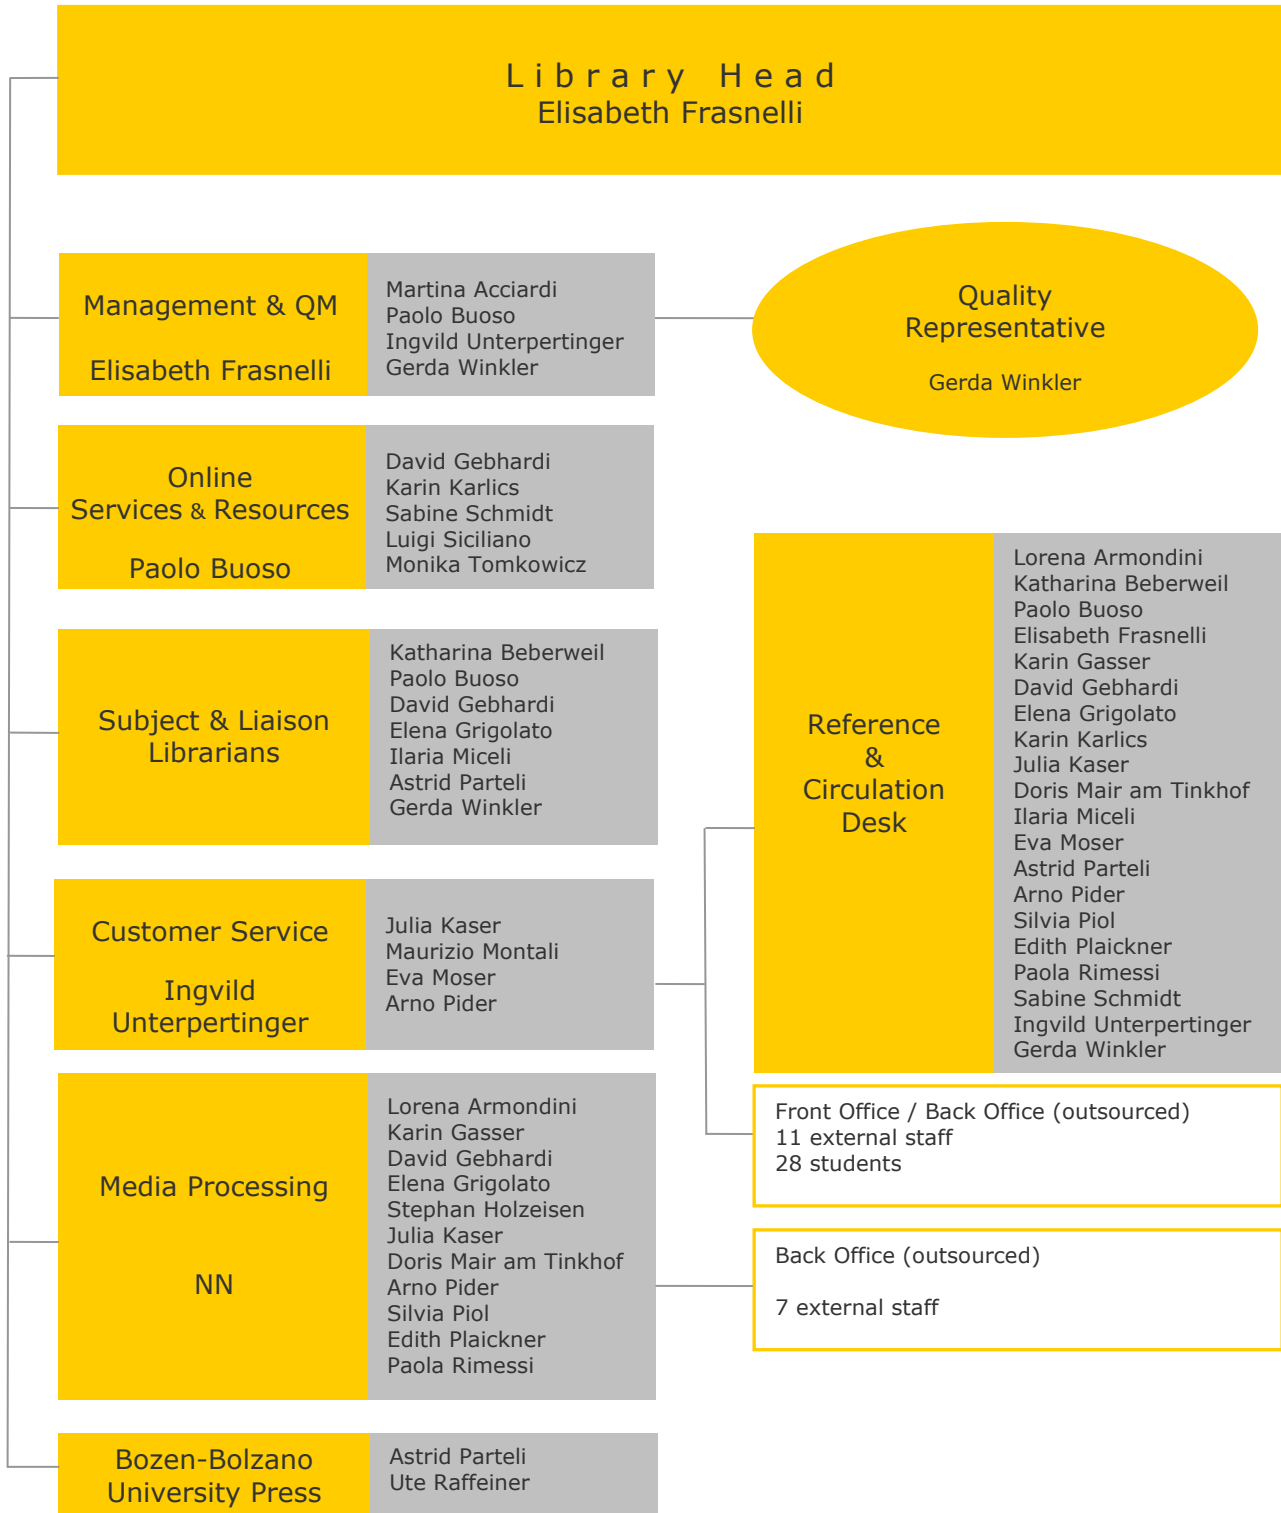 Library Head
Elisabeth Frasnelli
Management & QM
Elisabeth Frasnelli
Martina Acciardi
Paolo Buoso
Ingvild Unterpertinger
Gerda Winkler
Quality
Representative
Gerda Winkler
Online
Services & Resources
Paolo Buoso
David Gebhardi
Karin Karlics
Sabine Schmidt
Luigi Siciliano
Monika Tomkowicz
Subject & Liaison
Librarians
Katharina Beberweil
Paolo Buoso
David Gebhardi
Elena Grigolato
Ilaria Miceli
Astrid Parteli
Gerda Winkler
Customer Service
Ingvild
Unterpertinger
Julia Kaser
Maurizio Montali
Eva Moser
Arno Pider
Reference
&
Circulation
Desk
Lorena Armondini
Katharina Beberweil
Paolo Buoso
Elisabeth Frasnelli
Karin Gasser
David Gebhardi
Elena Grigolato
Karin Karlics
Julia Kaser
Doris Mair am Tinkhof
Ilaria Miceli
Eva Moser
Astrid Parteli
Arno Pider
Silvia Piol
Edith Plaickner
Paola Rimessi
Sabine Schmidt
Ingvild Unterpertinger
Gerda Winkler
Front Office / Back Office (outsourced)
11 external staff
28 students
Media Processing
NN
Lorena Armondini
Karin Gasser
David Gebhardi
Elena Grigolato
Stephan Holzeisen
Julia Kaser
Doris Mair am Tinkhof
Arno Pider
Silvia Piol
Edith Plaickner
Paola Rimessi
Back Office (outsourced)
7 external staff
Bozen-Bolzano
University Press
Astrid Parteli
Ute Raffeiner